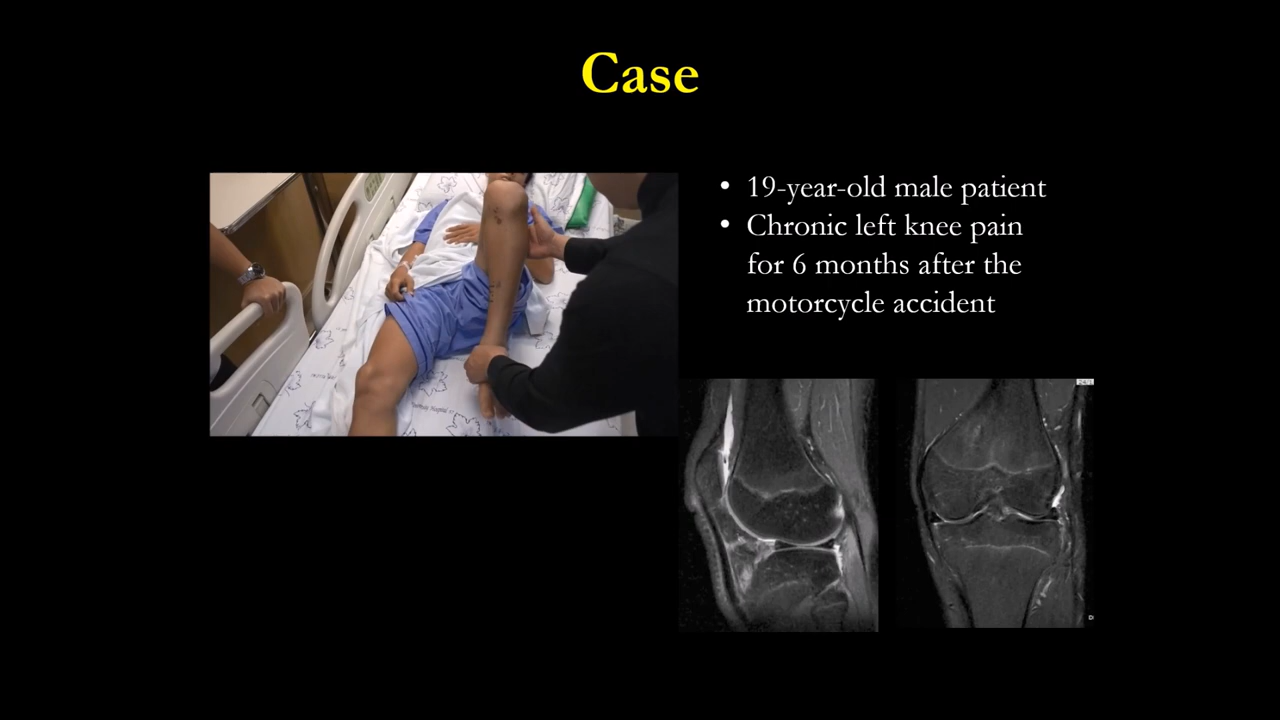 Case
• 19-year-old male patient
• Chronic left knee pain
for 6 months after the
motorcycle accident